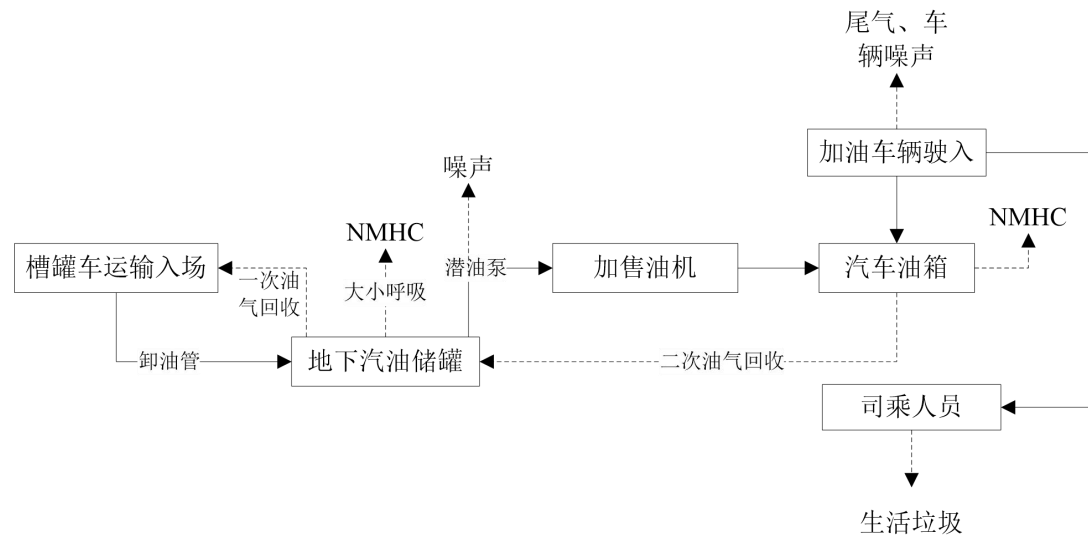 尾气、车
辆噪声
加油车辆驶入
噪声
NMHC
NMHC
槽罐车运输入场
一次油
气回收
大小呼吸
潜油泵
加售油机
汽车油箱
卸油管
地下汽油储罐
二次油气回收
司乘人员
生活垃圾